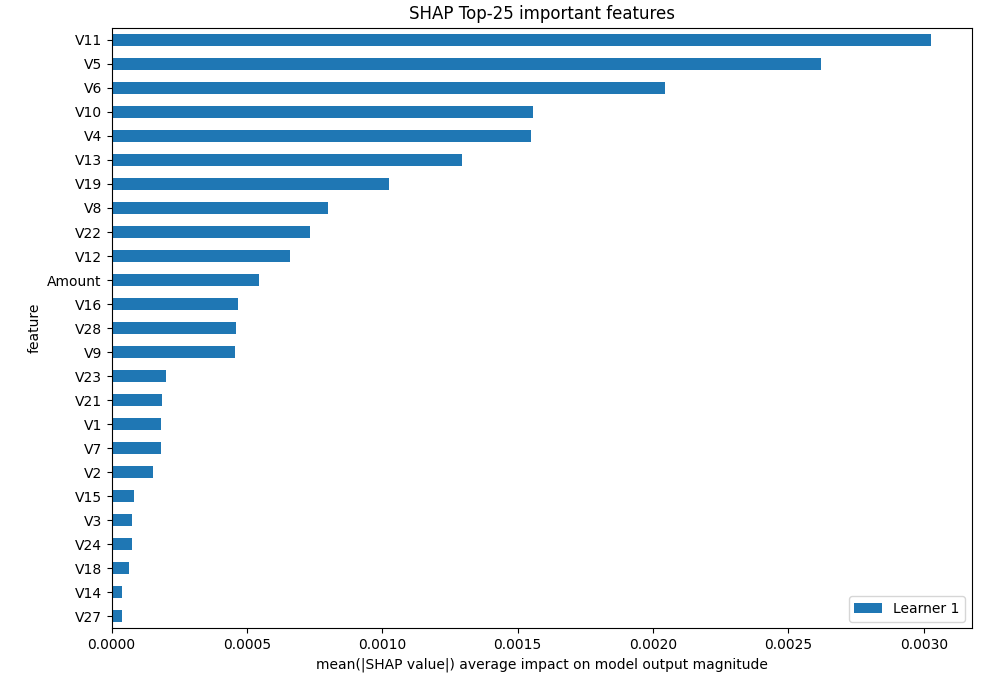 SHAP Top-25 important features
V11
V5
V6
V10
V4
V13
V19
V8
V22
V12
Amount
V16
V28
V9
V23
V21
V1
V7
V2
V15
V3
V24
V18
V14
V27
feature
Learner 1
0.0000 0.0005 0.0010 0.0015 0.0020 0.0025 0.0030
mean(|SHAP value|) average impact on model output magnitude